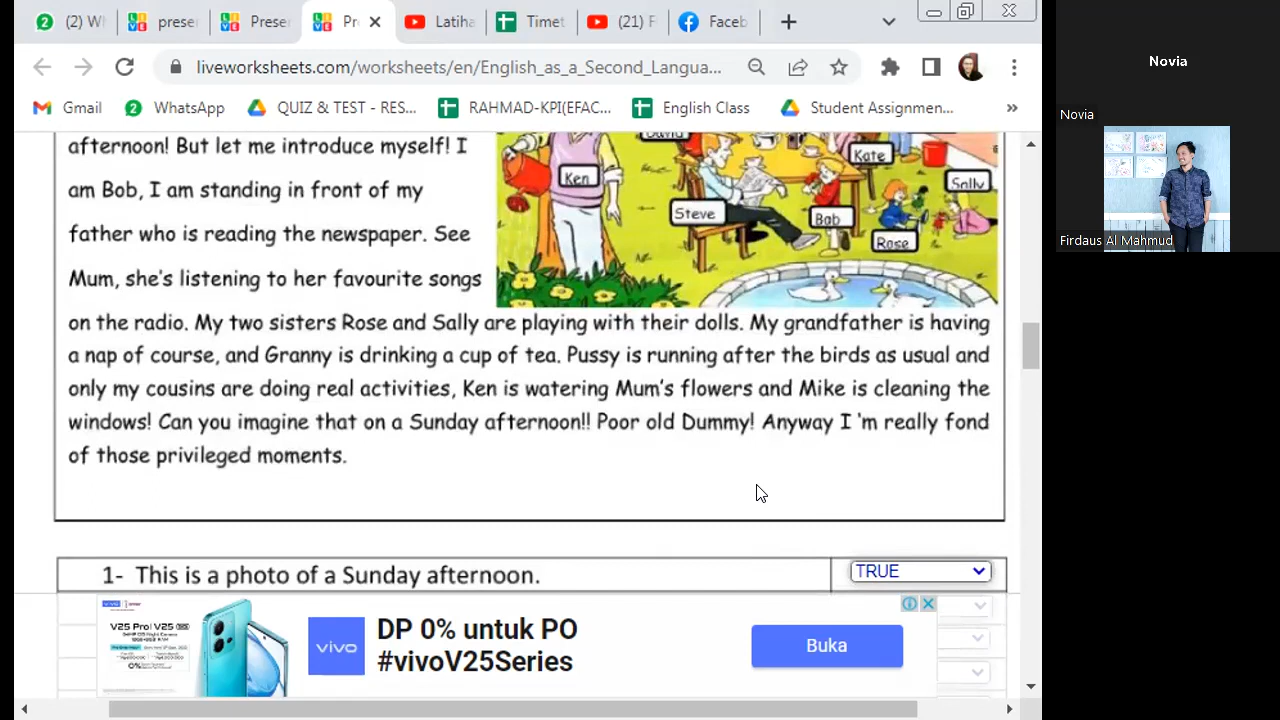 (2) W
prese
Prese
Pr
Latiha
Timet
(21) F
Faceb
liveworksheets.com/worksheets/en/English_as_a_Second_Langua...
Gmail
WhatsApp
QUIZ & TEST - RES...
RAHMAD-KPI(EFAC...
English Class
Student Assignmen...
»
Novia
Novia
Firdaus Al Mahmud
afternoon! But let me introduce myself! I
am Bob, I am standing in front of my
father who is reading the newspaper. See
Mum, she's listening to her favourite songs
on the radio. My two sisters Rose and Sally are playing with their dolls. My grandfather is having
a nap of course, and Granny is drinking a cup of tea. Pussy is running after the birds as usual and
only my cousins are doing real activities, Ken is watering Mum's flowers and Mike is cleaning the
windows! Can you imagine that on a Sunday afternoon!! Poor old Dummy! Anyway I 'm really fond
of those privileged moments.
David
Kate
Ken
Sally
Steve
Bob
Rose
1- This is a photo of a Sunday afternoon.
TRUE
V25 Pro | V25 5G
vivo
DP 0% untuk PO
#vivoV25Series
Buka